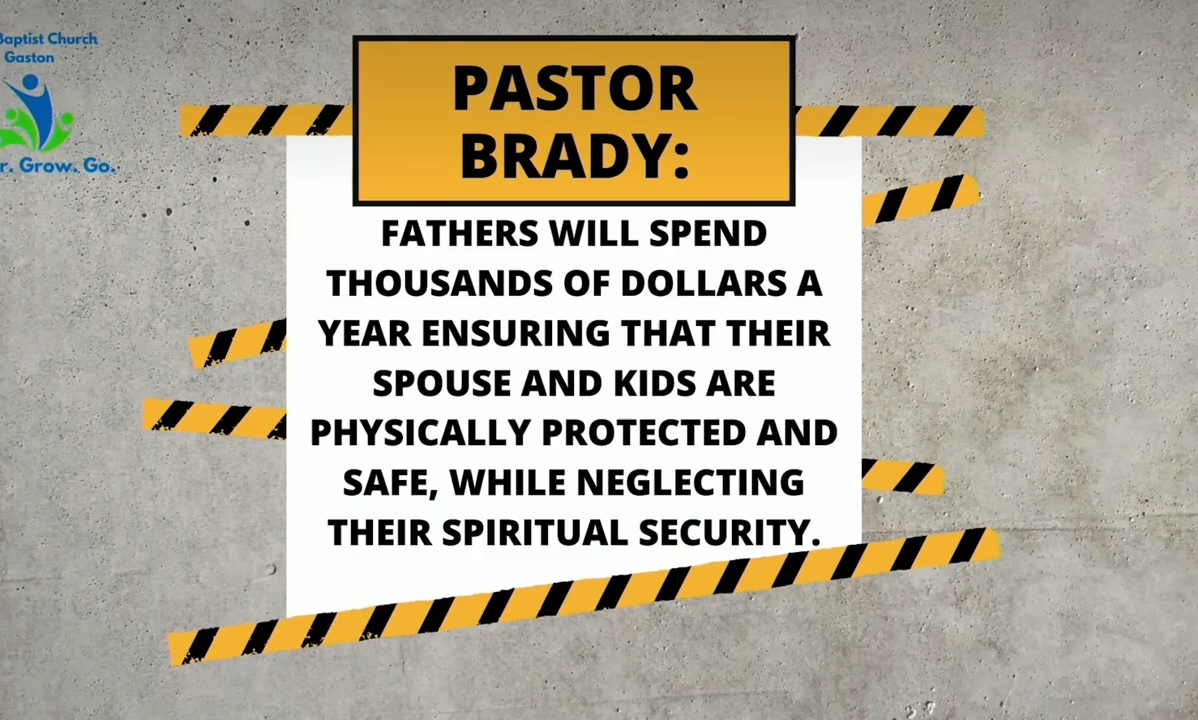 Baptist Church
Gaston
Grow. Go.
PASTOR
BRADY:
FATHERS WILL SPEND
THOUSANDS OF DOLLARS A
YEAR ENSURING THAT THEIR
SPOUSE AND KIDS ARE
PHYSICALLY PROTECTED AND
SAFE, WHILE NEGLECTING
THEIR SPIRITUAL SECURITY.